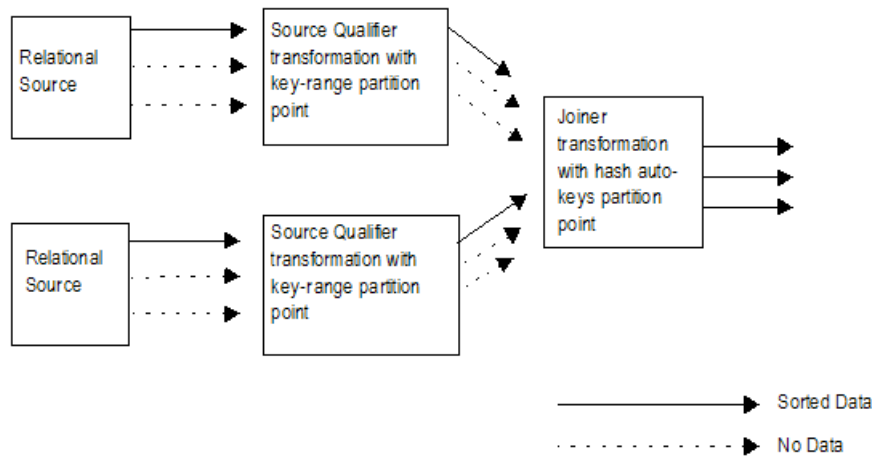 Relational
Source
Source Qualifier
transformation with
key-range partition
point
Joiner
transformation
with hash auto-
keys partition
point
Relational
Source
Source Qualifier
transformation with
key-range partition
point
Sorted Data
No Data